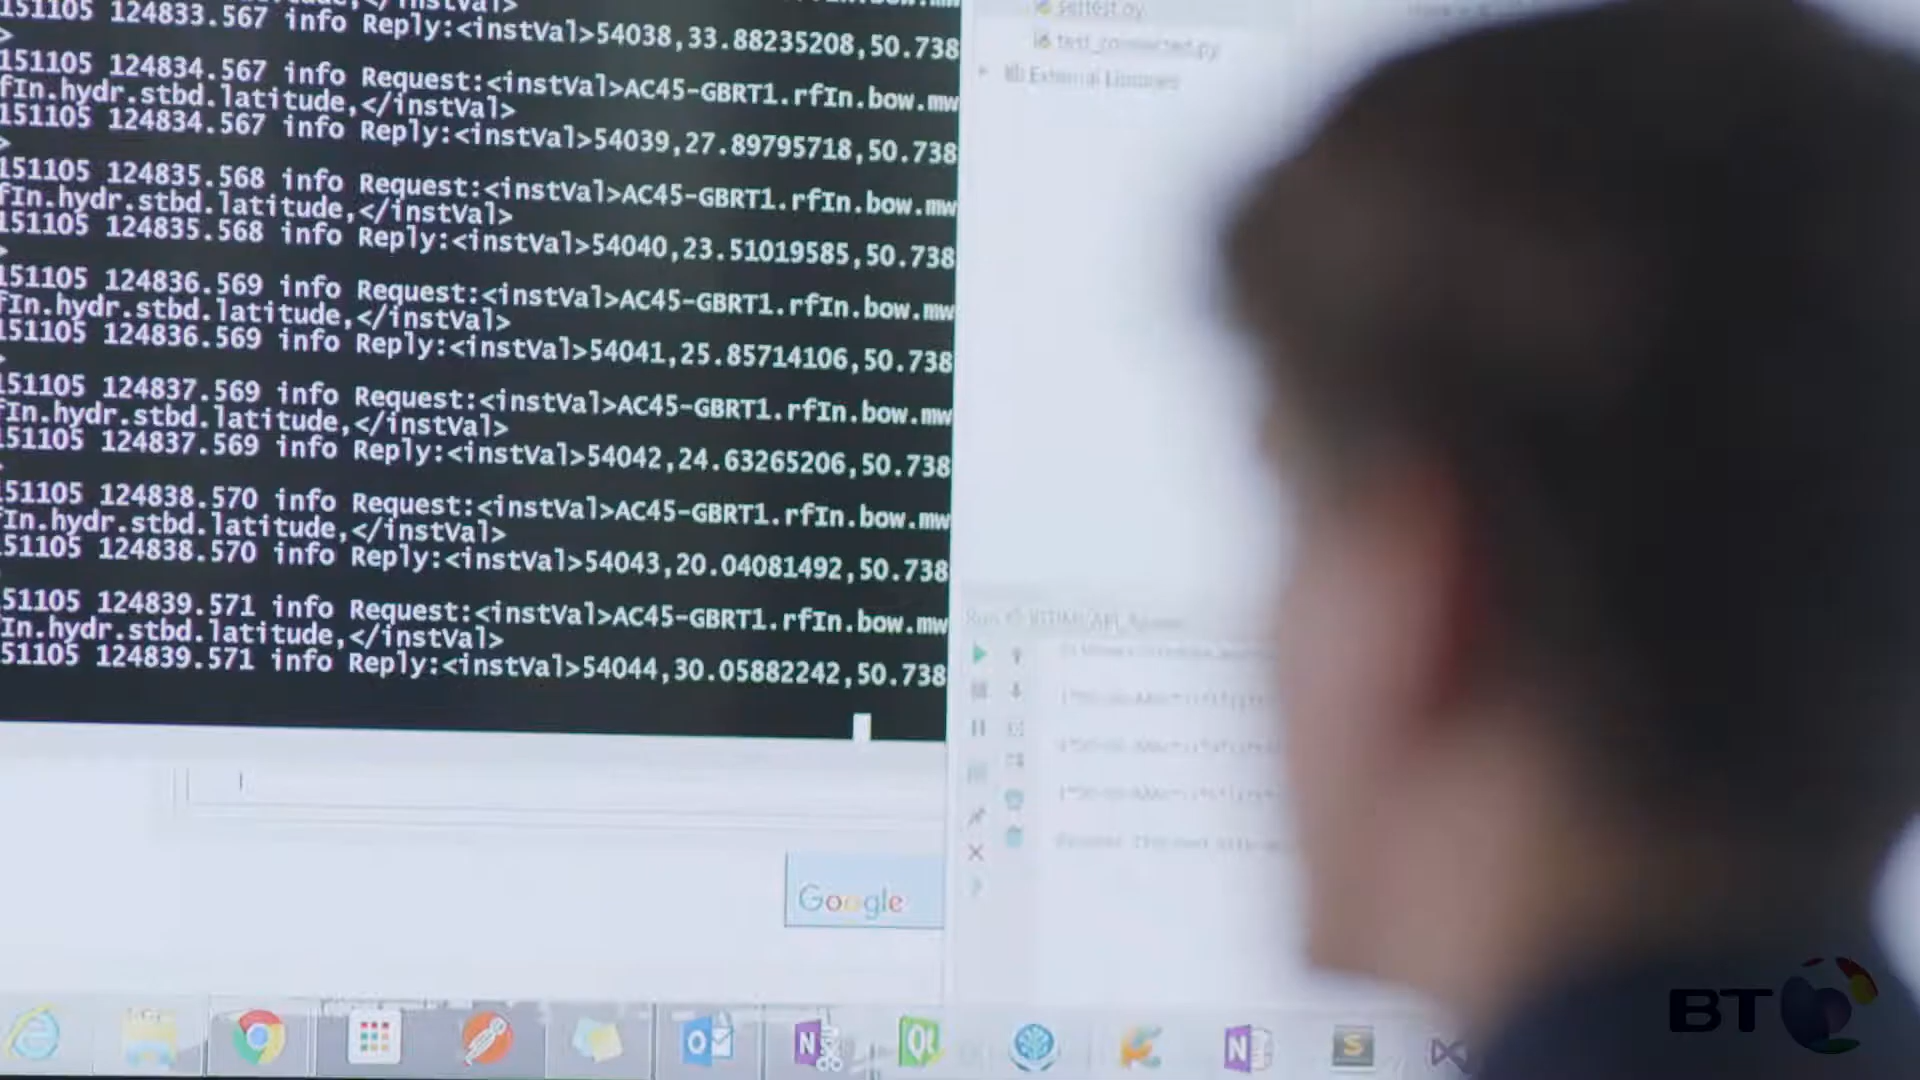 151105 124833.567 info Reply:<instVal>54038,33.88235208,50.738
>
151105 124834.567 info Request:<instVal>AC45-GBRT1.rfIn.bow.mw
fIn.hydr.stbd.latitude,</instVal>
151105 124834.567 info Reply:<instVal>54039,27.89795718,50.738
>
151105 124835.568 info Request:<instVal>AC45-GBRT1.rfIn.bow.mw
fIn.hydr.stbd.latitude,</instVal>
151105 124835.568 info Reply:<instVal>54040,23.51019585,50.738
>
151105 124836.569 info Request:<instVal>AC45-GBRT1.rfIn.bow.mw
fIn.hydr.stbd.latitude,</instVal>
151105 124836.569 info Reply:<instVal>54041,25.85714106,50.738
>
151105 124837.569 info Request:<instVal>AC45-GBRT1.rfIn.bow.mw
fIn.hydr.stbd.latitude,</instVal>
151105 124837.569 info Reply:<instVal>54042,24.63265206,50.738
51105 124838.570 info Request:<instVal>AC45-GBRT1.rfIn.bow.mw
fIn.hydr.stbd.latitude,</instVal>
51105 124838.570 info Reply:<instVal>54043,20.04081492,50.738
51105 124839.571 info Request:<instVal>AC45-GBRT1.rfIn.bow.mw
In.hydr.stbd.latitude,</instVal>
51105 124839.571 info Reply:<instVal>54044,30.05882242,50.738
test_connected.py
External Libraries
Run
Google
BT